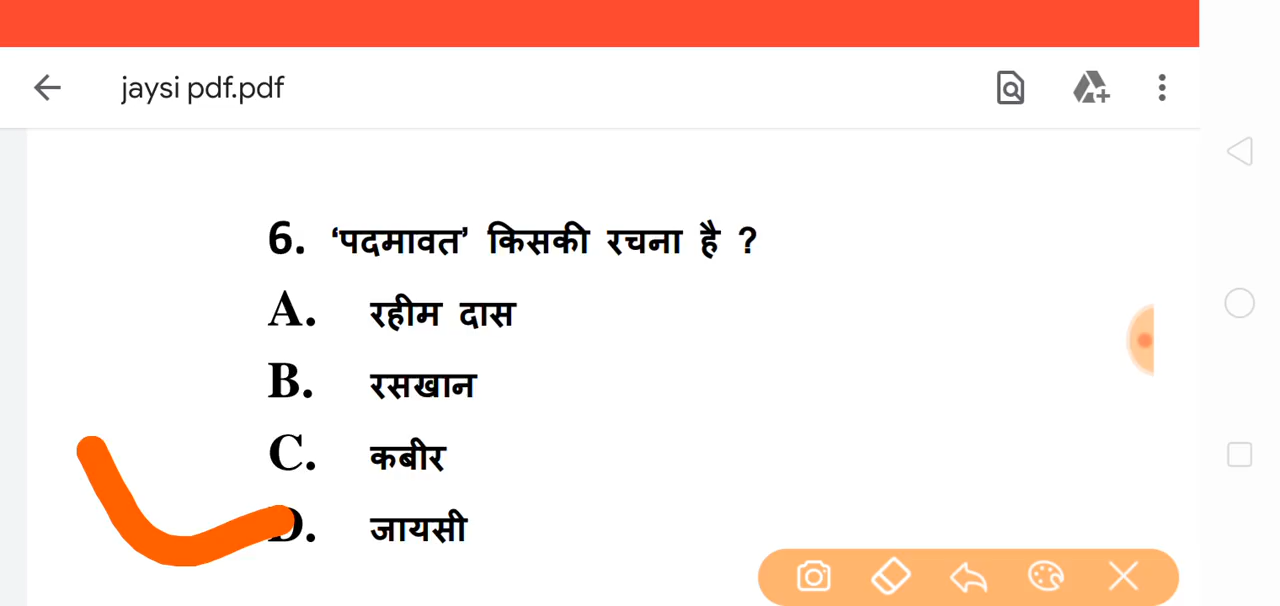 jaysi pdf.pdf
6. ‘पदमावत’ किसकी रचना है ?
A. रहीम दास
B. रसखान
C. कबीर
D. जायसी